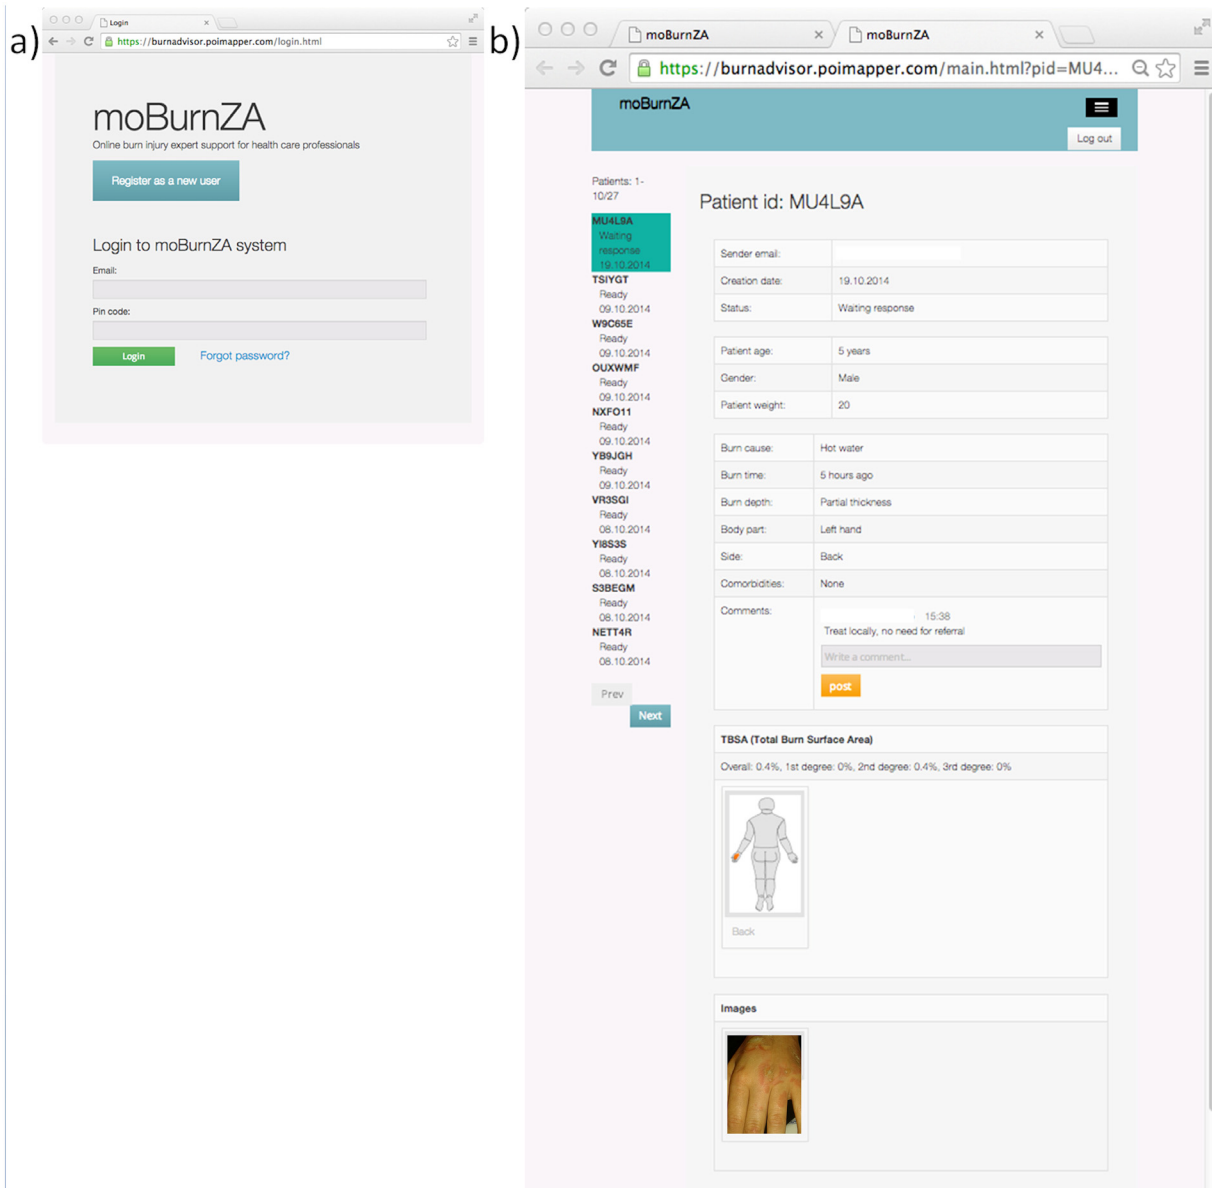 a)
Login
https://burnadvisor.poimapper.com/login.html
moBurnZA
Online burn injury expert support for health care professionals
Register as a new user
Login to moBurnZA system
Email:
Pin code:
Login Forgot password?
b)
moBurnZA moBurnZA
https://burnadvisor.poimapper.com/main.html?pid=MU4...
moBurnZA
Log out
Patients: 1-
10/27
MU4L9A
Waiting
response
19.10.2014
TSIYGT
Ready
09.10.2014
W9C65E
Ready
09.10.2014
OUXWMF
Ready
09.10.2014
NXFO11
Ready
09.10.2014
YB9JGH
Ready
09.10.2014
VR3SGI
Ready
08.10.2014
YI8S3S
Ready
08.10.2014
S3BEGM
Ready
08.10.2014
NETT4R
Ready
08.10.2014
Prev
Next
Patient id: MU4L9A
Sender email:
Creation date: 19.10.2014
Status: Waiting response
Patient age: 5 years
Gender: Male
Patient weight: 20
Burn cause: Hot water
Burn time: 5 hours ago
Burn depth: Partial thickness
Body part: Left hand
Side: Back
Comorbidities: None
Comments: 15:38
Treat locally, no need for referral
Write a comment...
post
TBSA (Total Burn Surface Area)
Overall: 0.4%, 1st degree: 0%, 2nd degree: 0.4%, 3rd degree: 0%
Back
Images